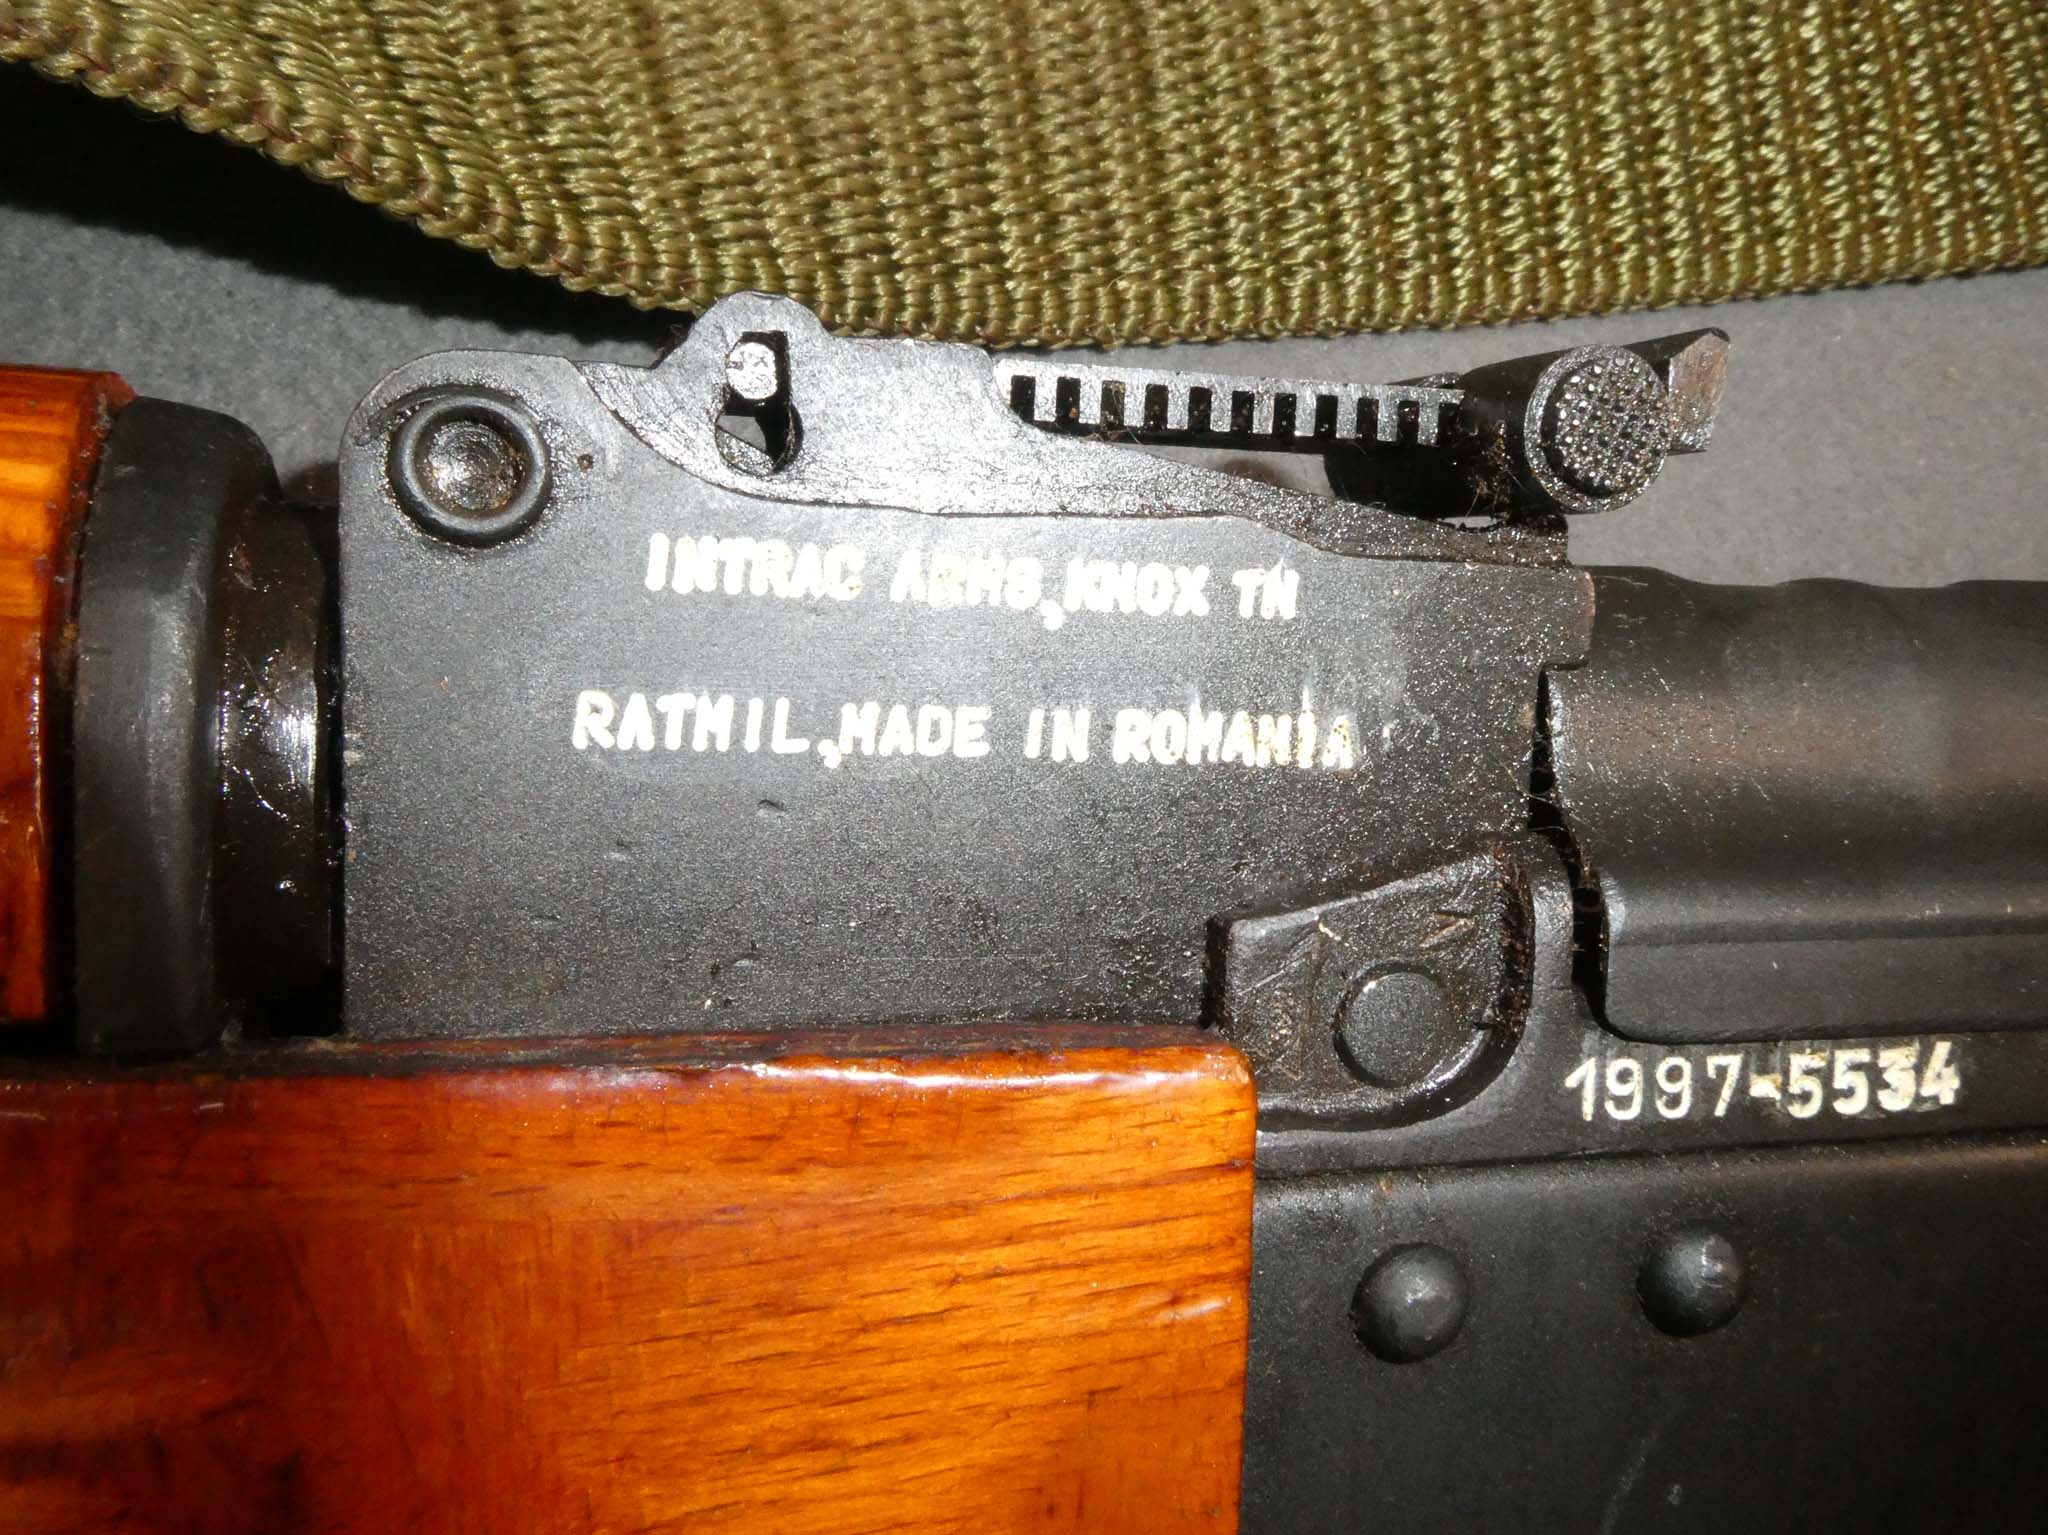 INTRAC ARMS, KNOX TN
RATMIL, MADE IN ROMANIA
1997-5534